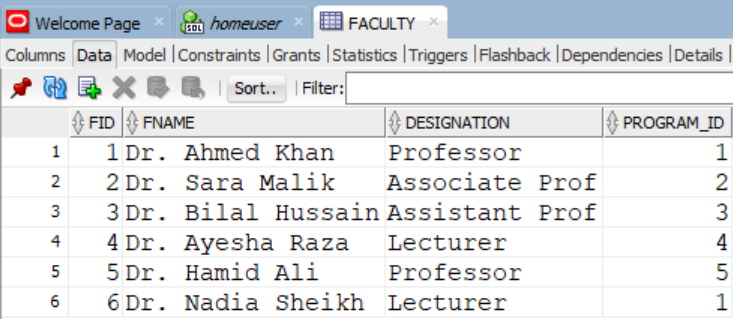 Welcome Page homeuser FACULTY
Columns Data Model Constraints Grants Statistics Triggers Flashback Dependencies Details
Sort.. Filter:
FID FNAME DESIGNATION PROGRAM_ID
1 1 Dr. Ahmed Khan Professor 1
2 2 Dr. Sara Malik Associate Prof 2
3 3 Dr. Bilal Hussain Assistant Prof 3
4 4 Dr. Ayesha Raza Lecturer 4
5 5 Dr. Hamid Ali Professor 5
6 6 Dr. Nadia Sheikh Lecturer 1